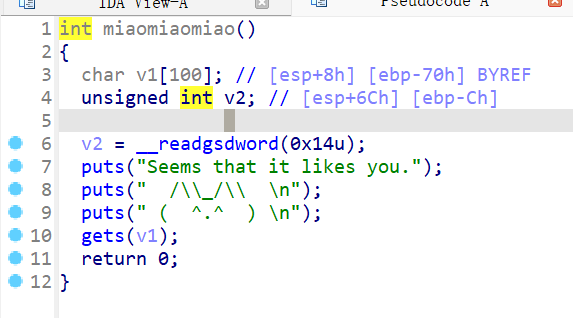 IDA View-A Pseudocode A
1 int miaomiaomiao()
2 {
3 char v1[100]; // [esp+8h] [ebp-70h] BYREF
4 unsigned int v2; // [esp+6Ch] [ebp-Ch]
5
6 v2 = __readgsdword(0x14u);
7 puts("Seems that it likes you.");
8 puts("  /\\_/\\  \n");
9 puts(" (  ^.^  ) \n");
10 gets(v1);
11 return 0;
12 }